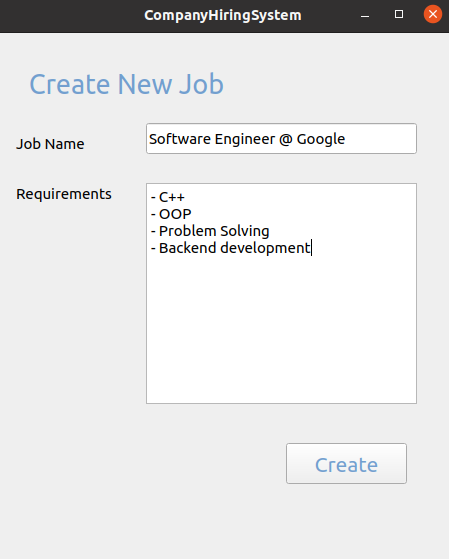 CompanyHiringSystem
Create New Job
Job Name
Software Engineer @ Google
Requirements
- C++
- OOP
- Problem Solving
- Backend development
Create